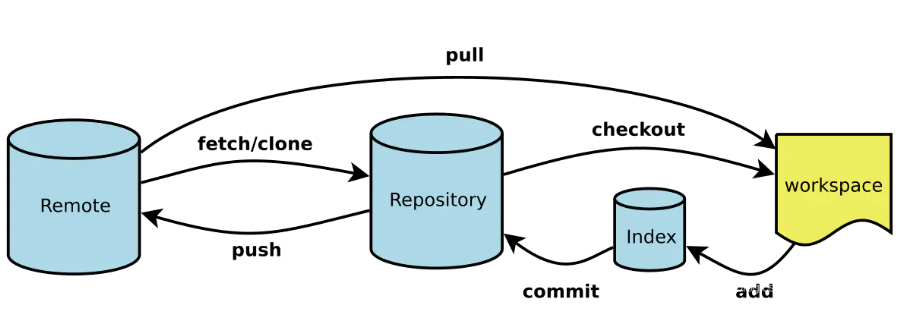 pull
fetch/clone
checkout
Remote
Repository
workspace
push
Index
commit
add